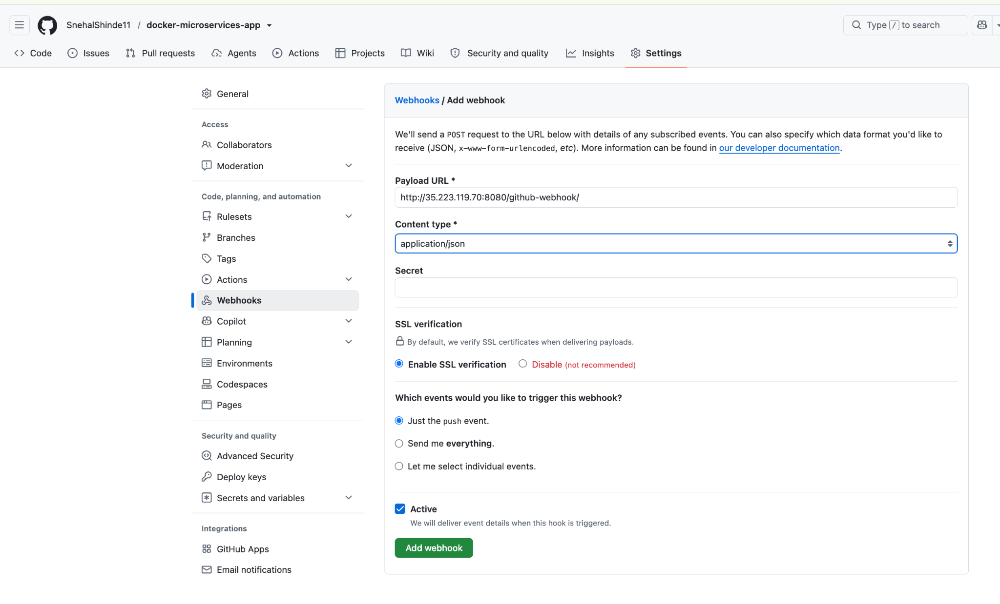 SnehalShinde11 / docker-microservices-app
Type / to search
Code Issues Pull requests Agents Actions Projects Wiki Security and quality Insights Settings
General
Access
Collaborators
Moderation
Code, planning, and automation
Rulesets
Branches
Tags
Actions
Webhooks
Copilot
Planning
Environments
Codespaces
Pages
Security and quality
Advanced Security
Deploy keys
Secrets and variables
Integrations
GitHub Apps
Email notifications
Webhooks / Add webhook
We'll send a POST request to the URL below with details of any subscribed events. You can also specify which data format you'd like to
receive (JSON, x-www-form-urlencoded, etc). More information can be found in our developer documentation.
Payload URL *
http://35.223.119.70:8080/github-webhook/
Content type *
application/json
Secret
SSL verification
By default, we verify SSL certificates when delivering payloads.
Enable SSL verification Disable (not recommended)
Which events would you like to trigger this webhook?
Just the push event.
Send me everything.
Let me select individual events.
Active
We will deliver event details when this hook is triggered.
Add webhook